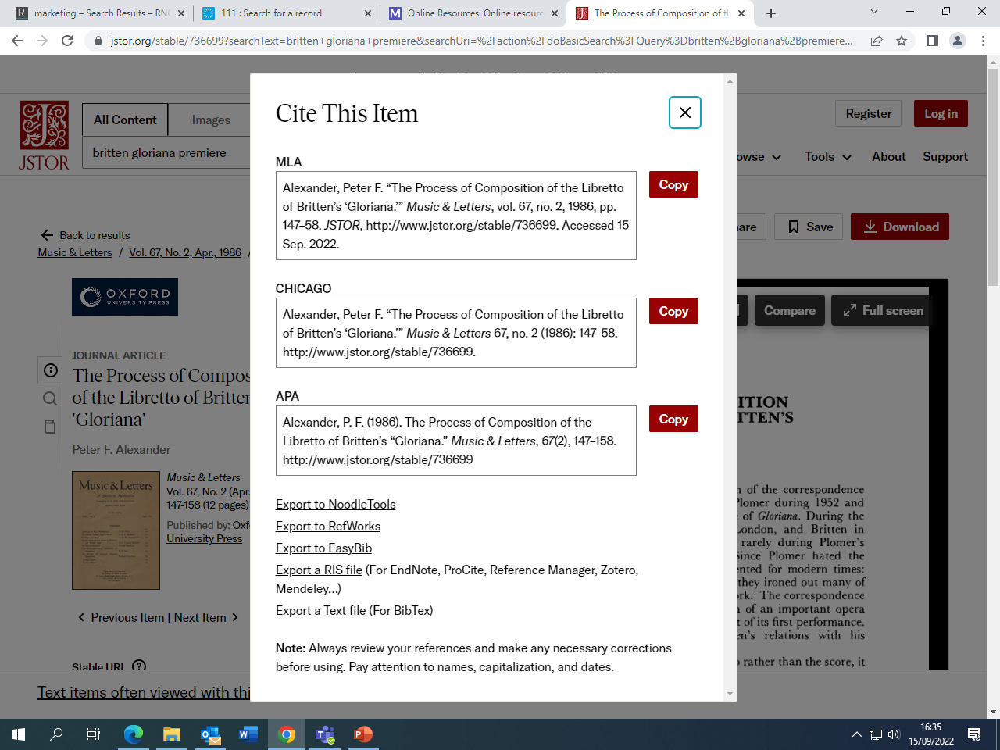 marketing – Search Results – RNC
111 : Search for a record
Online Resources: Online resourc
The Process of Composition of th
jstor.org/stable/736699?searchText=britten+gloriana+premiere&searchUri=%2Faction%2FdoBasicSearch%3FQuery%3Dbritten%2Bgloriana%2Bpremiere...
JSTOR
All Content
Images
britten gloriana premiere
Register
Log in
owse
Tools
About
Support
Back to results
Music & Letters / Vol. 67, No. 2, Apr., 1986 /
are
Save
Download
OXFORD
UNIVERSITY PRESS
Compare
Full screen
JOURNAL ARTICLE
The Process of Compos
of the Libretto of Britten
'Gloriana'
Peter F. Alexander
Music & Letters
Music & Letters
Vol. 67, No. 2 (Apr.
147-158 (12 pages)
Published by: Oxf
University Press
Previous Item | Next Item
Stable URL
Text items often viewed with thi
Cite This Item
MLA
Alexander, Peter F. “The Process of Composition of the Libretto
of Britten’s ‘Gloriana.’” Music & Letters, vol. 67, no. 2, 1986, pp.
147–58. JSTOR, http://www.jstor.org/stable/736699. Accessed 15
Sep. 2022.
Copy
CHICAGO
Alexander, Peter F. “The Process of Composition of the Libretto
of Britten’s ‘Gloriana.’” Music & Letters 67, no. 2 (1986): 147–58.
http://www.jstor.org/stable/736699.
Copy
APA
Alexander, P. F. (1986). The Process of Composition of the
Libretto of Britten’s “Gloriana.” Music & Letters, 67(2), 147–158.
http://www.jstor.org/stable/736699
Copy
Export to NoodleTools
Export to RefWorks
Export to EasyBib
Export a RIS file (For EndNote, ProCite, Reference Manager, Zotero,
Mendeley...)
Export a Text file (For BibTex)
Note: Always review your references and make any necessary corrections
before using. Pay attention to names, capitalization, and dates.
ITION
TTEN'S
n of the correspondence
lomer during 1952 and
of Gloriana. During the
ondon, and Britten in
rarely during Plomer's
Since Plomer hated the
nted for modern times:
they ironed out many of
rk.¹ The correspondence
n of an important opera
t of its first performance.
en's relations with his
rather than the score, it
16:35
15/09/2022